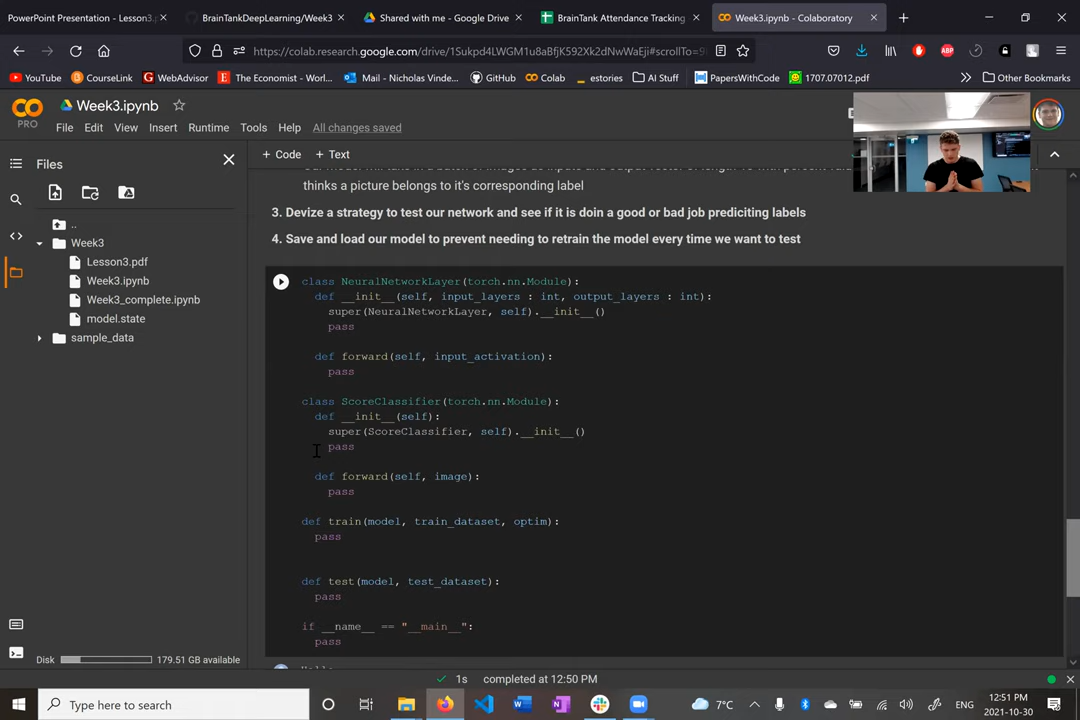 PowerPoint Presentation - Lesson3.p
BrainTankDeepLearning/Week3
Shared with me - Google Drive
BrainTank Attendance Tracking
Week3.ipynb - Colaboratory
https://colab.research.google.com/drive/1Sukpd4LWGM1u8aBfjK592Xk2dNwWaEji#scrollTo=9
YouTube
CourseLink
WebAdvisor
The Economist - Worl...
Mail - Nicholas Vinde...
GitHub
Colab
estories
AI Stuff
PapersWithCode
1707.07012.pdf
Other Bookmarks
CO
PRO
Week3.ipynb
File Edit View Insert Runtime Tools Help All changes saved
Files
+ Code + Text
thinks a picture belongs to it's corresponding label
3. Devize a strategy to test our network and see if it is doin a good or bad job prediciting labels
4. Save and load our model to prevent needing to retrain the model every time we want to test
..
Week3
Lesson3.pdf
Week3.ipynb
Week3_complete.ipynb
model.state
sample_data
class NeuralNetworkLayer(torch.nn.Module):
def __init__(self, input_layers : int, output_layers : int):
super(NeuralNetworkLayer, self).__init__()
pass
def forward(self, input_activation):
pass
class ScoreClassifier(torch.nn.Module):
def __init__(self):
super(ScoreClassifier, self).__init__()
pass
def forward(self, image):
pass
def train(model, train_dataset, optim):
pass
def test(model, test_dataset):
pass
if __name__ == "__main__":
pass
Disk
179.51 GB available
1s completed at 12:50 PM
Type here to search
7°C
ENG
12:51 PM
2021-10-30